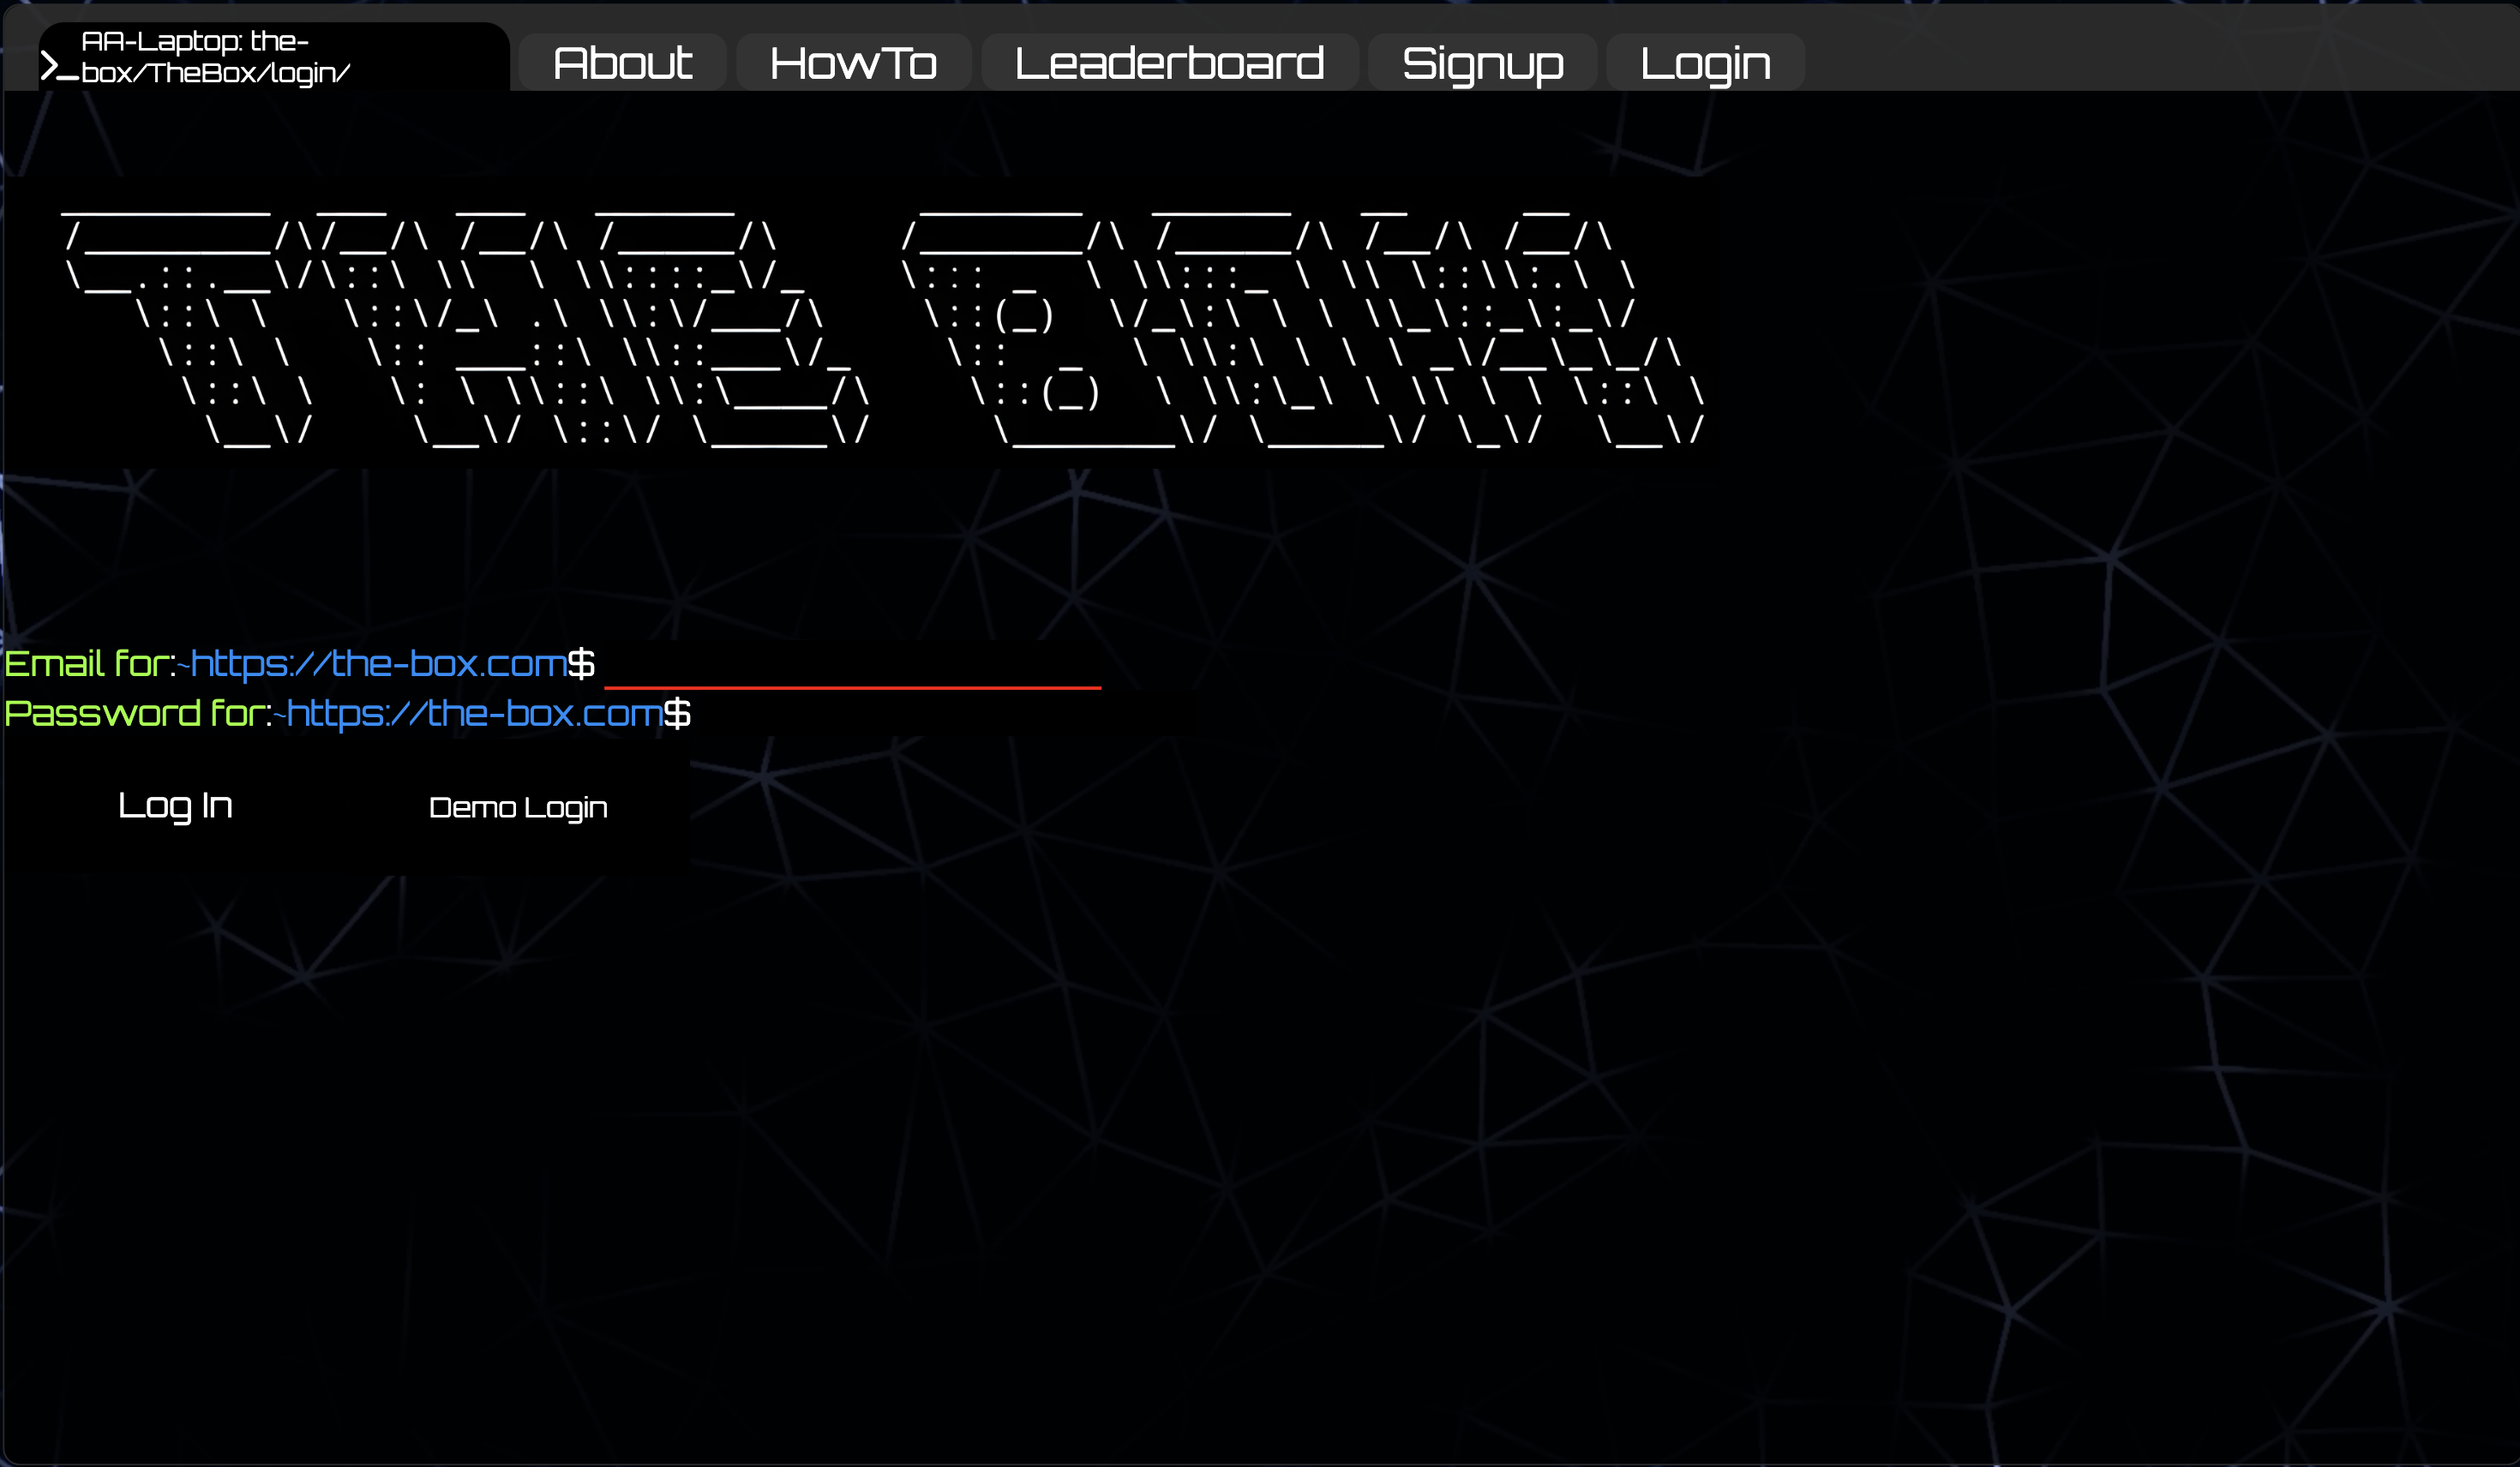 AA-Laptop: the-
box/TheBox/login/
About
HowTo
Leaderboard
Signup
Login
THE BOX
Email for:~https://the-box.com$
Password for:~https://the-box.com$
Log In
Demo Login